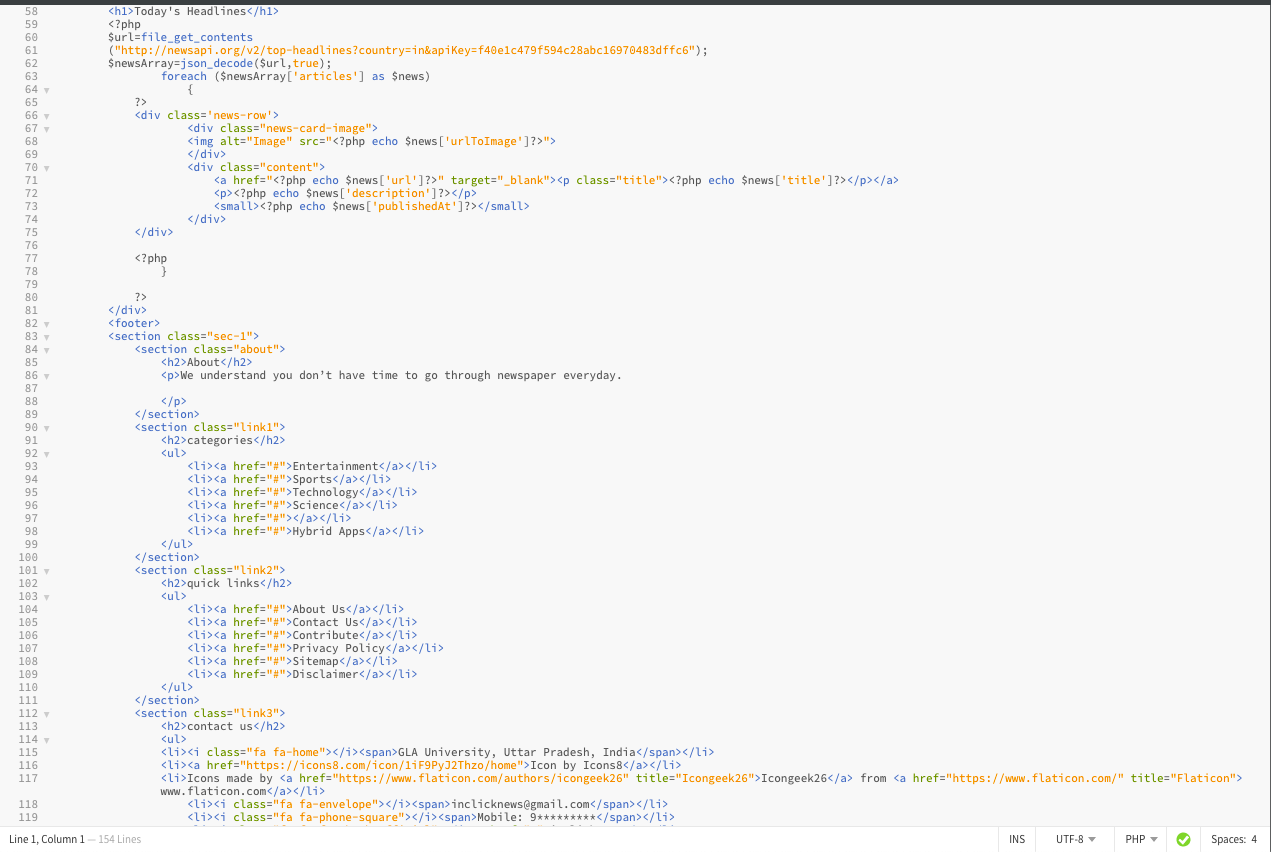 58 <h1>Today's Headlines</h1>
59 <?php
60 $url=file_get_contents
61 ("http://newsapi.org/v2/top-headlines?country=in&apiKey=f40e1c479f594c28abc16970483dffc6");
62 $newsArray=json_decode($url,true);
63 foreach ($newsArray['articles'] as $news)
64 {
65 ?>
66 <div class='news-row'>
67 <div class="news-card-image">
68 <img alt="Image" src="<?php echo $news['urlToImage']?>">
69 </div>
70 <div class="content">
71 <a href="<?php echo $news['url']?>" target="_blank"><p class="title"><?php echo $news['title']?></p></a>
72 <p><?php echo $news['description']?></p>
73 <small><?php echo $news['publishedAt']?></small>
74 </div>
75 </div>
76
77 <?php
78 }
79
80 ?>
81 </div>
82 <footer>
83 <section class="sec-1">
84 <section class="about">
85 <h2>About</h2>
86 <p>We understand you don’t have time to go through newspaper everyday.
87
88 </p>
89 </section>
90 <section class="link1">
91 <h2>categories</h2>
92 <ul>
93 <li><a href="#">Entertainment</a></li>
94 <li><a href="#">Sports</a></li>
95 <li><a href="#">Technology</a></li>
96 <li><a href="#">Science</a></li>
97 <li><a href="#"></a></li>
98 <li><a href="#">Hybrid Apps</a></li>
99 </ul>
100 </section>
101 <section class="link2">
102 <h2>quick links</h2>
103 <ul>
104 <li><a href="#">About Us</a></li>
105 <li><a href="#">Contact Us</a></li>
106 <li><a href="#">Contribute</a></li>
107 <li><a href="#">Privacy Policy</a></li>
108 <li><a href="#">Sitemap</a></li>
109 <li><a href="#">Disclaimer</a></li>
110 </ul>
111 </section>
112 <section class="link3">
113 <h2>contact us</h2>
114 <ul>
115 <li><i class="fa fa-home"></i><span>GLA University, Uttar Pradesh, India</span></li>
116 <li><a href="https://icons8.com/icon/1iF9PyJ2Thzo/home">Icon by Icons8</a></li>
117 <li>Icons made by <a href="https://www.flaticon.com/authors/icongeek26" title="Icongeek26">Icongeek26</a> from <a href="https://www.flaticon.com/" title="Flaticon">
www.flaticon.com</a></li>
118 <li><i class="fa fa-envelope"></i><span>inclicknews@gmail.com</span></li>
119 <li><i class="fa fa-phone-square"></i><span>Mobile: 9*********</span></li>
Line 1, Column 1 — 154 Lines INS UTF-8 PHP Spaces: 4